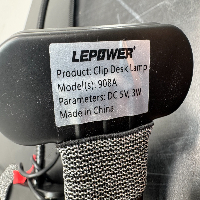 LEPOWER
Product: Clip Desk Lamp
Model(s): 908A
Parameters: DC 5V, 3W
Made in China